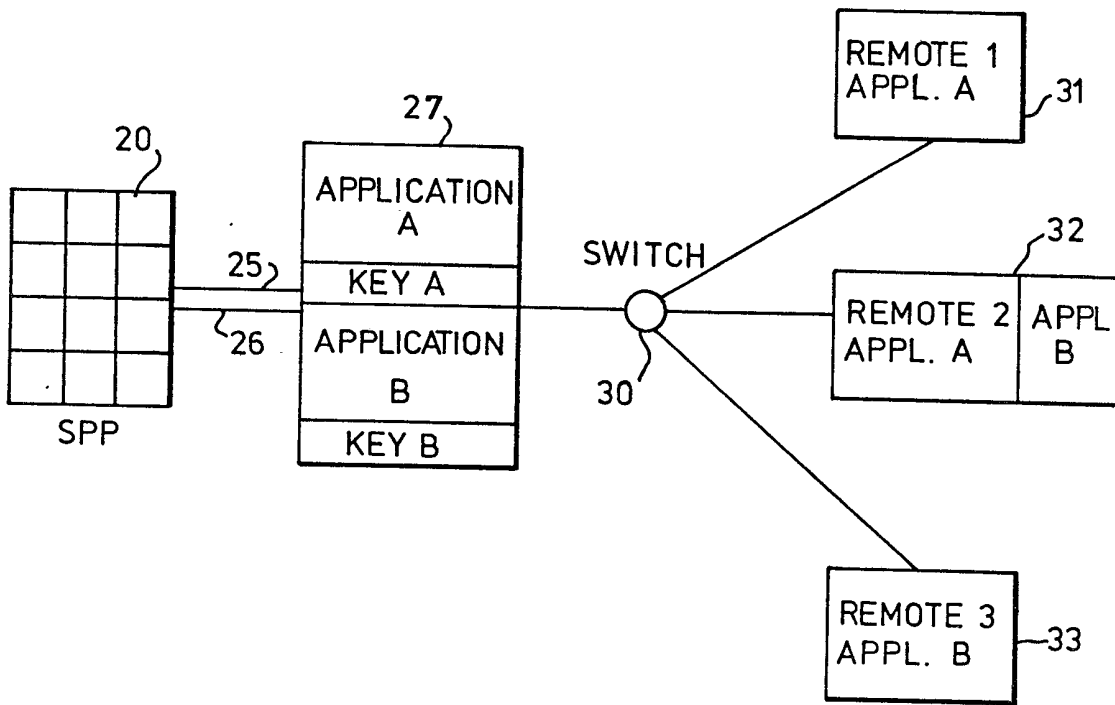 20
SPP
25
26
27
APPLICATION
A
KEY A
APPLICATION
B
KEY B
SWITCH
30
REMOTE 1
APPL. A
31
32
REMOTE 2
APPL. A
APPL
B
REMOTE 3
APPL. B
33